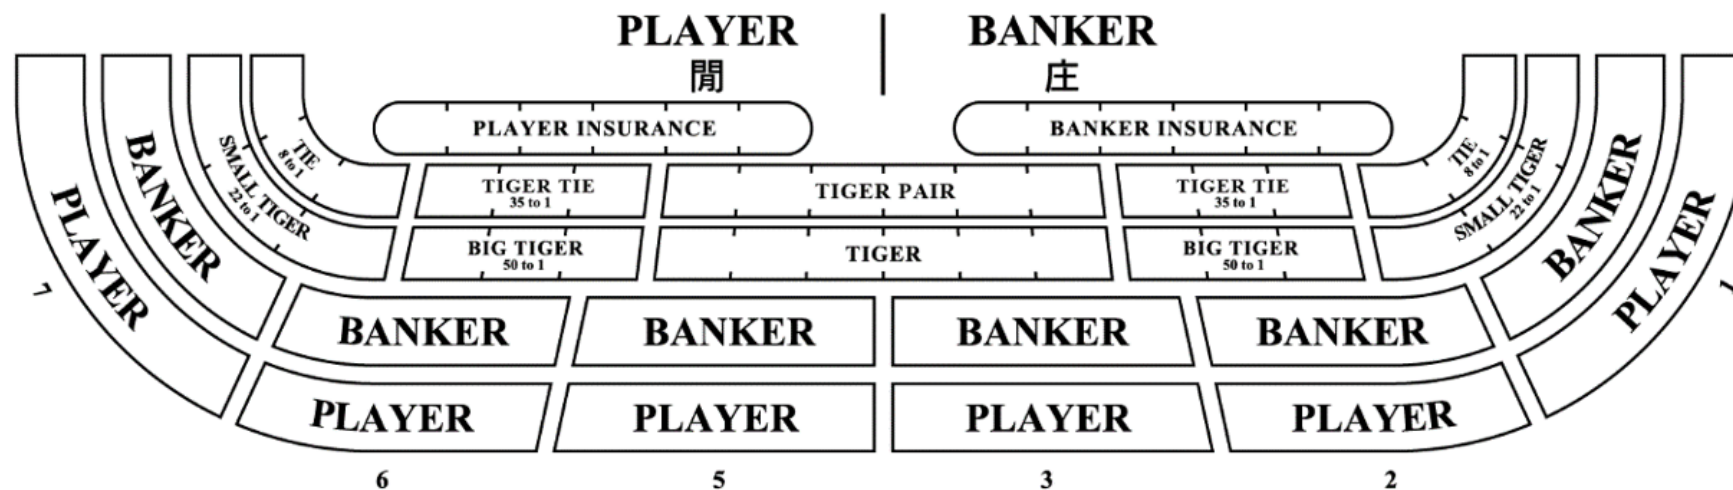 PLAYER | BANKER
閒 庄
PLAYER INSURANCE BANKER INSURANCE
TIE
8 to 1
SMALL TIGER
22 to 1
BANKER
PLAYER
7
TIGER TIE
35 to 1
TIGER PAIR
TIGER TIE
35 to 1
BIG TIGER
50 to 1
TIGER
BIG TIGER
50 to 1
TIE
8 to 1
SMALL TIGER
22 to 1
BANKER
PLAYER
1
BANKER BANKER BANKER BANKER
PLAYER PLAYER PLAYER PLAYER
6 5 3 2